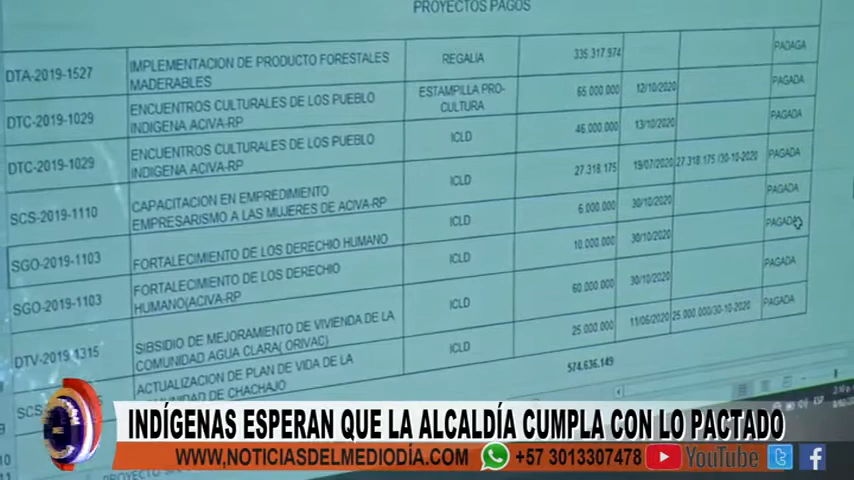 PROYECTOS PAGOS
DTA-2019-1527 IMPLEMENTACION DE PRODUCTO FORESTALES MADERABLES REGALIA 335.317.974 PADAGA
DTC-2019-1029 ENCUENTROS CULTURALES DE LOS PUEBLO INDIGENA ACIVA-RP ESTAMPILLA PRO-CULTURA 65.000.000 12/10/2020 PAGADA
DTC-2019-1029 ENCUENTROS CULTURALES DE LOS PUEBLO INDIGENA ACIVA-RP ICLD 46.000.000 13/10/2020 PAGADA
SCS-2019-1110 CAPACITACION EN EMPREDIMIENTO EMPRESARISMO A LAS MUJERES DE ACIVA-RP ICLD 27.318.175 19/07/2020 27.318.175 /30-10-2020 PAGADA
SGO-2019-1103 FORTALECIMIENTO DE LOS DERECHO HUMANO ICLD 6.000.000 30/10/2020 PAGADA
SGO-2019-1103 FORTALECIMIENTO DE LOS DERECHO HUMANO(ACIVA-RP ICLD 10.000.000 30/10/2020 PAGADA
DTV-2019-1315 SIBSIDIO DE MEJORAMIENTO DE VIVIENDA DE LA COMUNIDAD AGUA CLARA( ORIVAC) ICLD 60.000.000 30/10/2020 PAGADA
ACTUALIZACION DE PLAN DE VIDA DE LA DE CHACHAJO ICLD 25.000.000 11/06/2020 25.000.000/30-10-2020 PAGADA
574.636.149
INDÍGENAS ESPERAN QUE LA ALCALDÍA CUMPLA CON LO PACTADO
WWW.NOTICIASDELMEDIODÍA.COM +57 3013307478 YouTube